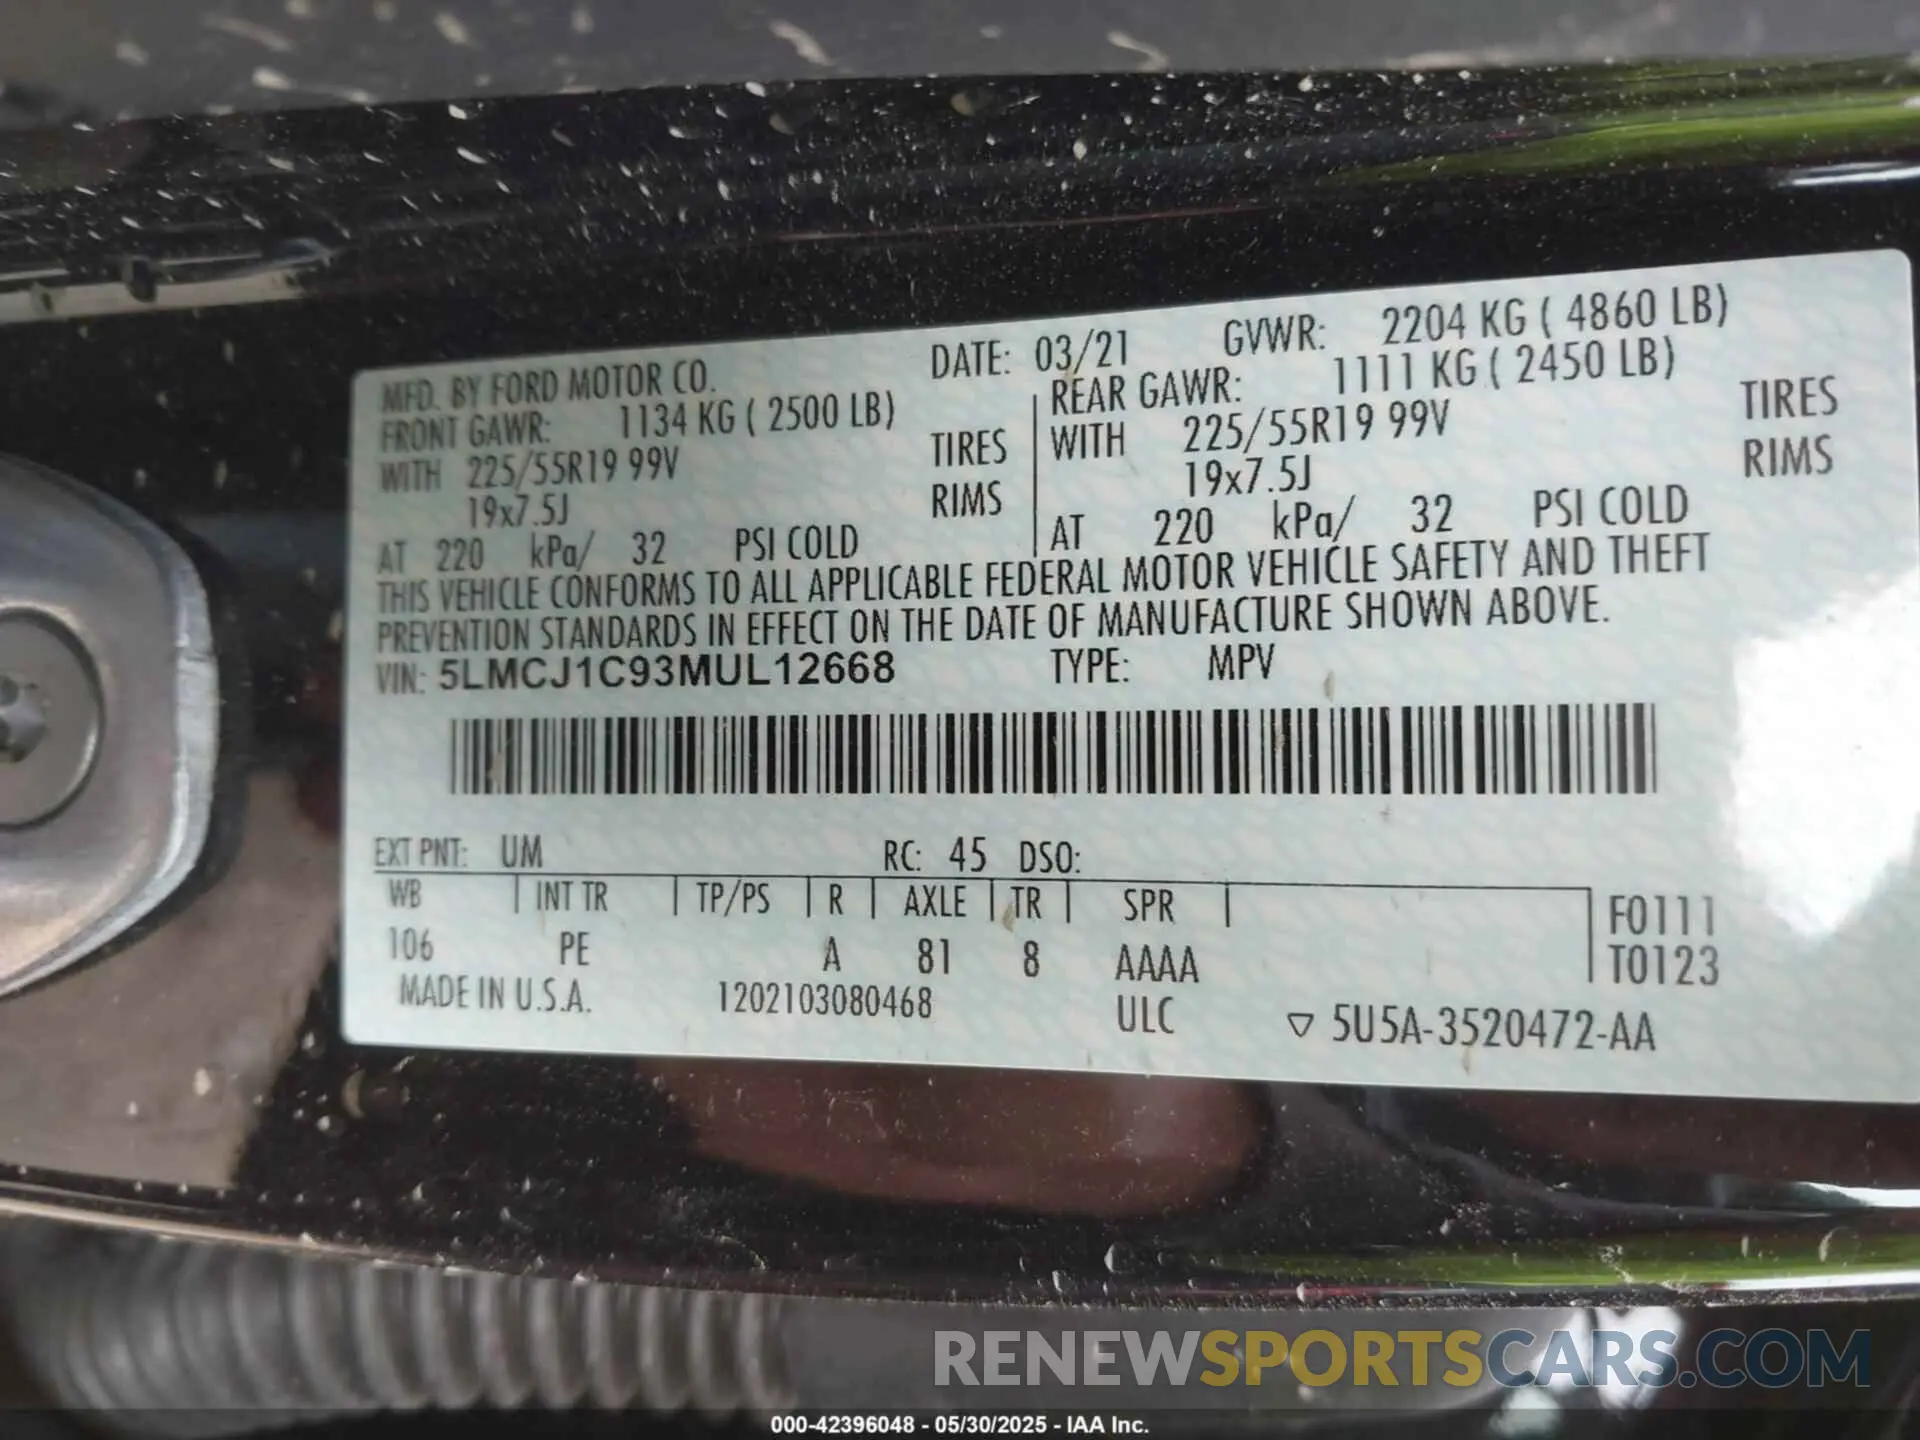 MFD. BY FORD MOTOR CO. DATE: 03/21 GVWR: 2204 KG ( 4860 LB)
FRONT GAWR: 1134 KG ( 2500 LB) REAR GAWR: 1111 KG ( 2450 LB)
WITH 225/55R19 99V TIRES WITH 225/55R19 99V TIRES
19x7.5J RIMS 19x7.5J RIMS
AT 220 kPa/ 32 PSI COLD AT 220 kPa/ 32 PSI COLD
THIS VEHICLE CONFORMS TO ALL APPLICABLE FEDERAL MOTOR VEHICLE SAFETY AND THEFT
PREVENTION STANDARDS IN EFFECT ON THE DATE OF MANUFACTURE SHOWN ABOVE.
VIN: 5LMCJ1C93MUL12668 TYPE: MPV
EXT PNT: UM RC: 45 DSO:
WB INT TR TP/PS R AXLE TR SPR F0111
106 PE A 81 8 AAAA T0123
MADE IN U.S.A. 1202103080468 ULC ▽ 5U5A-3520472-AA
RENEWSPORTSCARS.COM
000-42396048 - 05/30/2025 - IAA Inc.